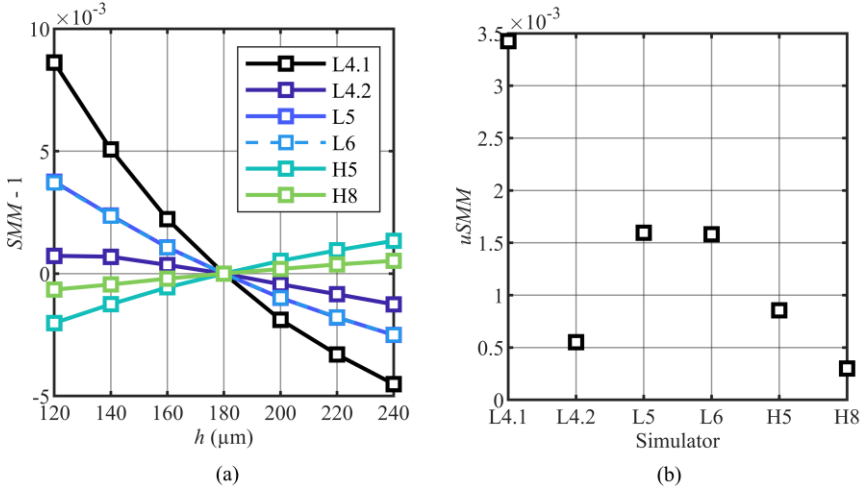 ×10⁻³
10
5
0
-5
SMM - 1
L4.1
L4.2
L5
L6
H5
H8
120 140 160 180 200 220 240
h (µm)
(a)
×10⁻³
3.5
3
2.5
2
1.5
1
0.5
0
uSMM
L4.1 L4.2 L5 L6 H5 H8
Simulator
(b)